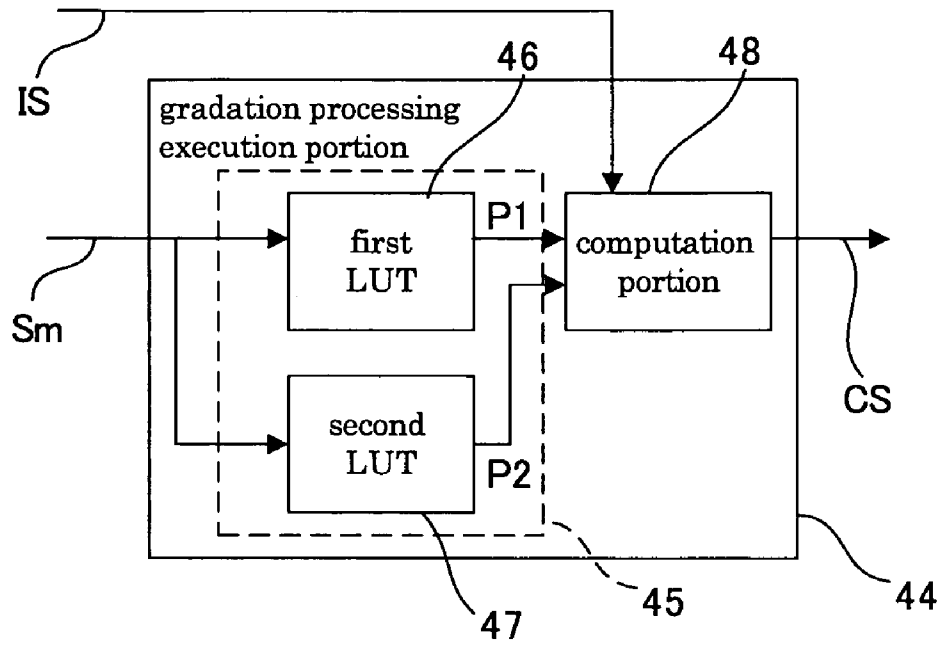 IS
46
48
gradation processing
execution portion
P1
first
LUT
computation
portion
Sm
CS
second
LUT
P2
45
44
47